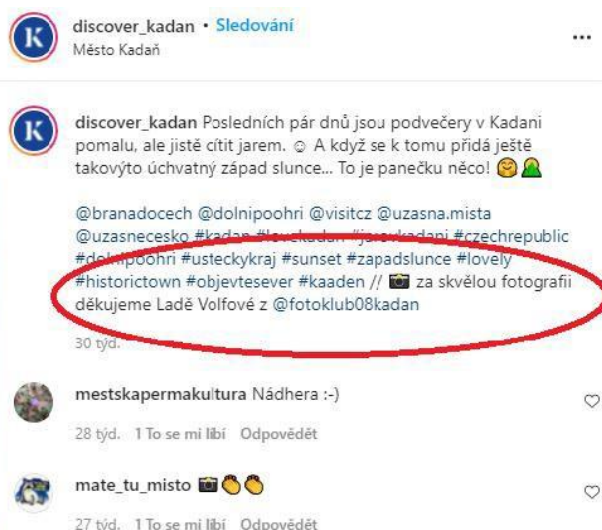 discover_kadan • Sledování
Město Kadaň
discover_kadan Posledních pár dnů jsou podvečery v Kadani
pomalu, ale jistě cítit jarem. ☺ A když se k tomu přidá ještě
takovýto úchvatný západ slunce... To je panečku něco! 🤗🌄
@branadocech @dolnipoohri @visitcz @uzasna.mista
@uzasnecesko #kadan #lovekadan #jarovkadani #czechrepublic
#dolnipoohri #usteckykraj #sunset #zapadslunce #lovely
#historictown #objevtesever #kaaden // 📸 za skvělou fotografii
děkujeme Ladě Volfové z @fotoklub08kadan
30 týd.
mestskapermakultura Nádhera :-)
28 týd. 1 To se mi líbí Odpovědět
mate_tu_misto 📸👏👏
27 týd. 1 To se mi líbí Odpovědět